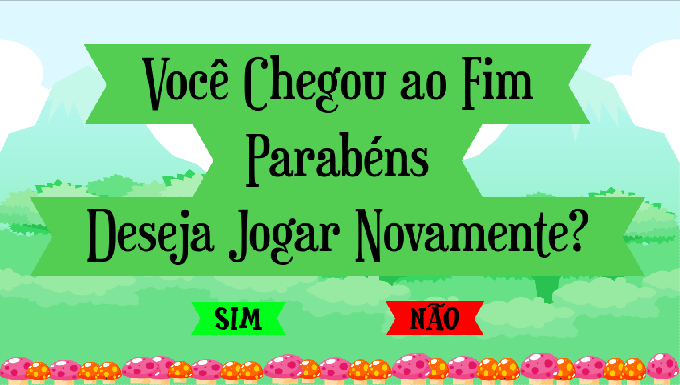 Você Chegou ao Fim
Parabéns
Deseja Jogar Novamente?
SIM
NÃO